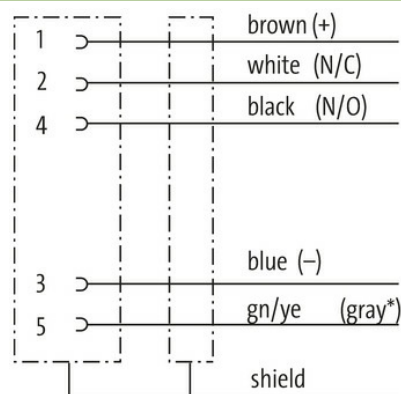 1 brown (+)
2 white (N/C)
4 black (N/O)
3 blue (–)
5 gn/ye (gray*)
shield